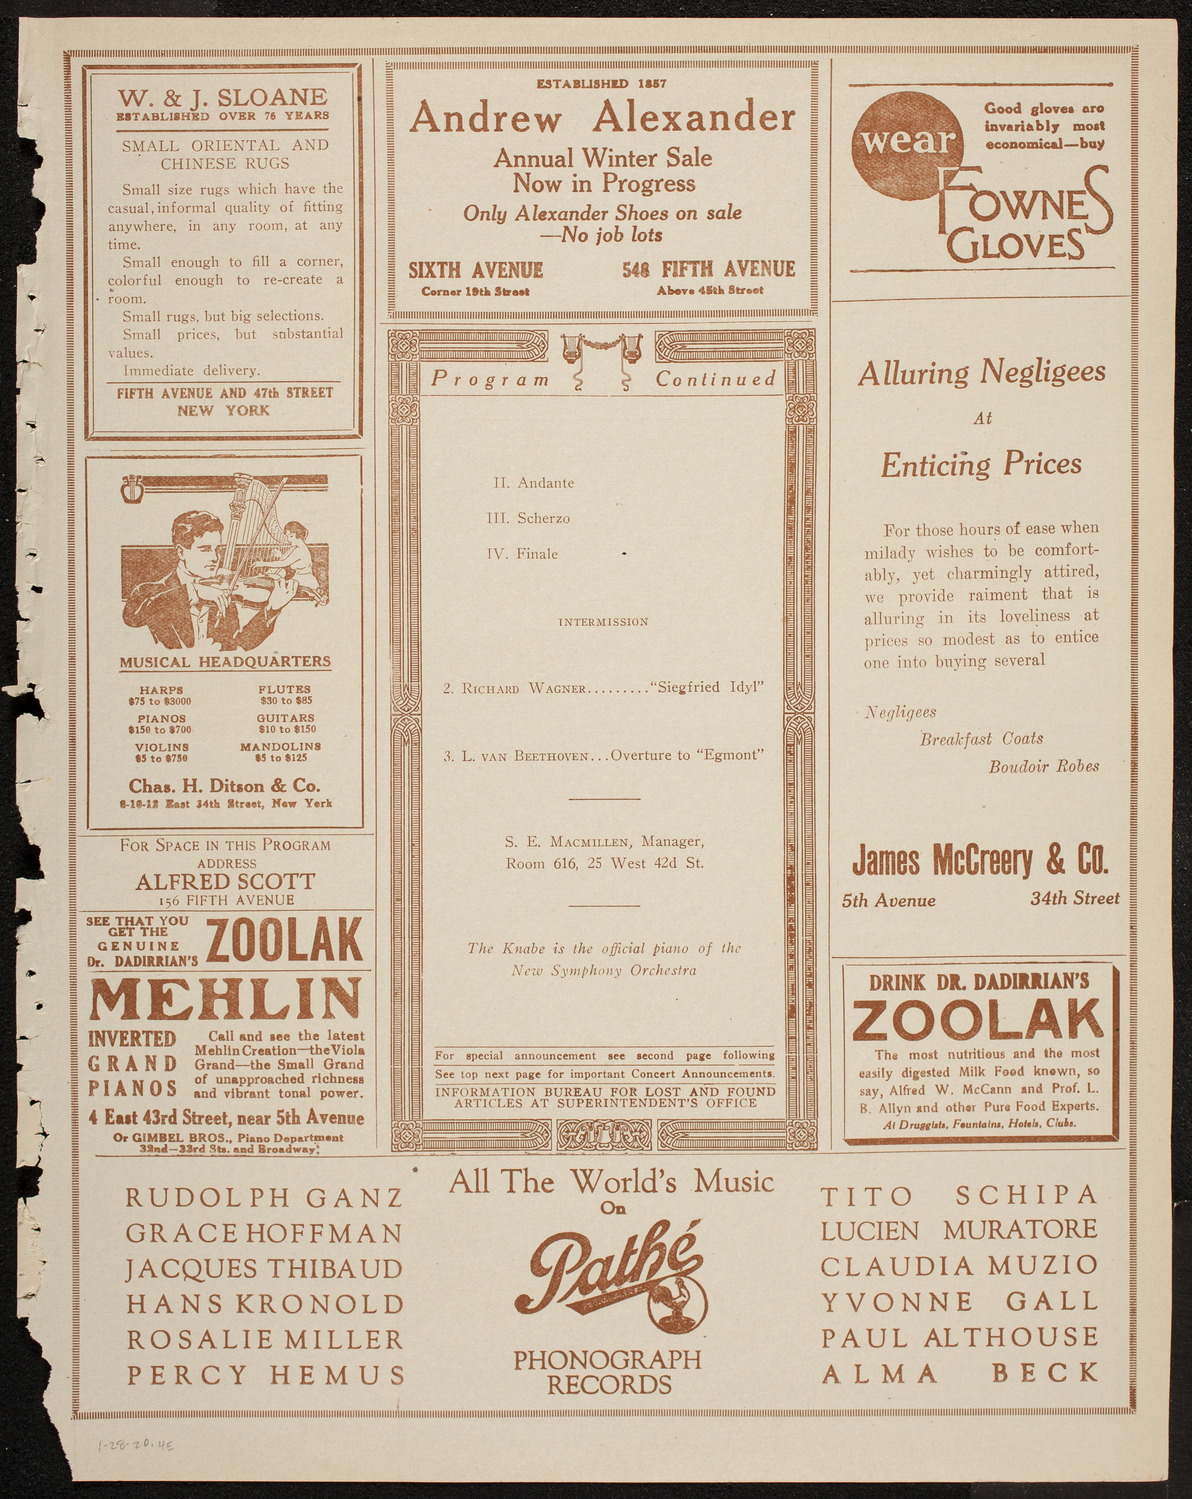 W. & J. SLOANE
ESTABLISHED OVER 76 YEARS
SMALL ORIENTAL AND
CHINESE RUGS
Small size rugs which have the
casual, informal quality of fitting
anywhere, in any room, at any
time.
Small enough to fill a corner,
colorful enough to re-create a
room.
Small rugs, but big selections.
Small prices, but snbstantial
values.
Immediate delivery.
FIFTH AVENUE AND 47th STREET
NEW YORK
MUSICAL HEADQUARTERS
HARPS
$75 to $3000
FLUTES
$30 to $85
PIANOS
$150 to $700
GUITARS
$10 to $150
VIOLINS
$5 to $750
MANDOLINS
$5 to $125
Chas. H. Ditson & Co.
8-10-12 East 34th Street, New York
FOR SPACE IN THIS PROGRAM
ADDRESS
ALFRED SCOTT
156 FIFTH AVENUE
SEE THAT YOU
GET THE
GENUINE
Dr. DADIRRIAN'S
ZOOLAK
MEHLIN
INVERTED
GRAND
PIANOS
Call and see the latest
Mehlin Creation—the Viola
Grand—the Small Grand
of unapproached richness
and vibrant tonal power.
4 East 43rd Street, near 5th Avenue
Or GIMBEL BROS., Piano Department
32nd—33rd Sts. and Broadway.
ESTABLISHED 1857
Andrew Alexander
Annual Winter Sale
Now in Progress
Only Alexander Shoes on sale
—No job lots
SIXTH AVENUE
Corner 19th Street
548 FIFTH AVENUE
Above 45th Street
Program Continued
II. Andante
III. Scherzo
IV. Finale
INTERMISSION
2. RICHARD WAGNER.........“Siegfried Idyl”
3. L. VAN BEETHOVEN...Overture to “Egmont”
S. E. MACMILLEN, Manager,
Room 616, 25 West 42d St.
The Knabe is the official piano of the
New Symphony Orchestra
For special announcement see second page following
See top next page for important Concert Announcements.
INFORMATION BUREAU FOR LOST AND FOUND
ARTICLES AT SUPERINTENDENT'S OFFICE
wear
Good gloves are
invariably most
economical—buy
FOWNES
GLOVES
Alluring Negligees
At
Enticing Prices
For those hours of ease when
milady wishes to be comfort-
ably, yet charmingly attired,
we provide raiment that is
alluring in its loveliness at
prices so modest as to entice
one into buying several
Negligees
Breakfast Coats
Boudoir Robes
James McCreery & Co.
5th Avenue 34th Street
DRINK DR. DADIRRIAN'S
ZOOLAK
The most nutritious and the most
easily digested Milk Food known, so
say, Alfred W. McCann and Prof. L.
B. Allyn and other Pure Food Experts.
At Druggists, Fountains, Hotels, Clubs.
RUDOLPH GANZ
GRACE HOFFMAN
JACQUES THIBAUD
HANS KRONOLD
ROSALIE MILLER
PERCY HEMUS
All The World's Music
On
Pathé
PHONOGRAPH
RECORDS
TITO SCHIPA
LUCIEN MURATORE
CLAUDIA MUZIO
YVONNE GALL
PAUL ALTHOUSE
ALMA BECK
1-28-20.4E